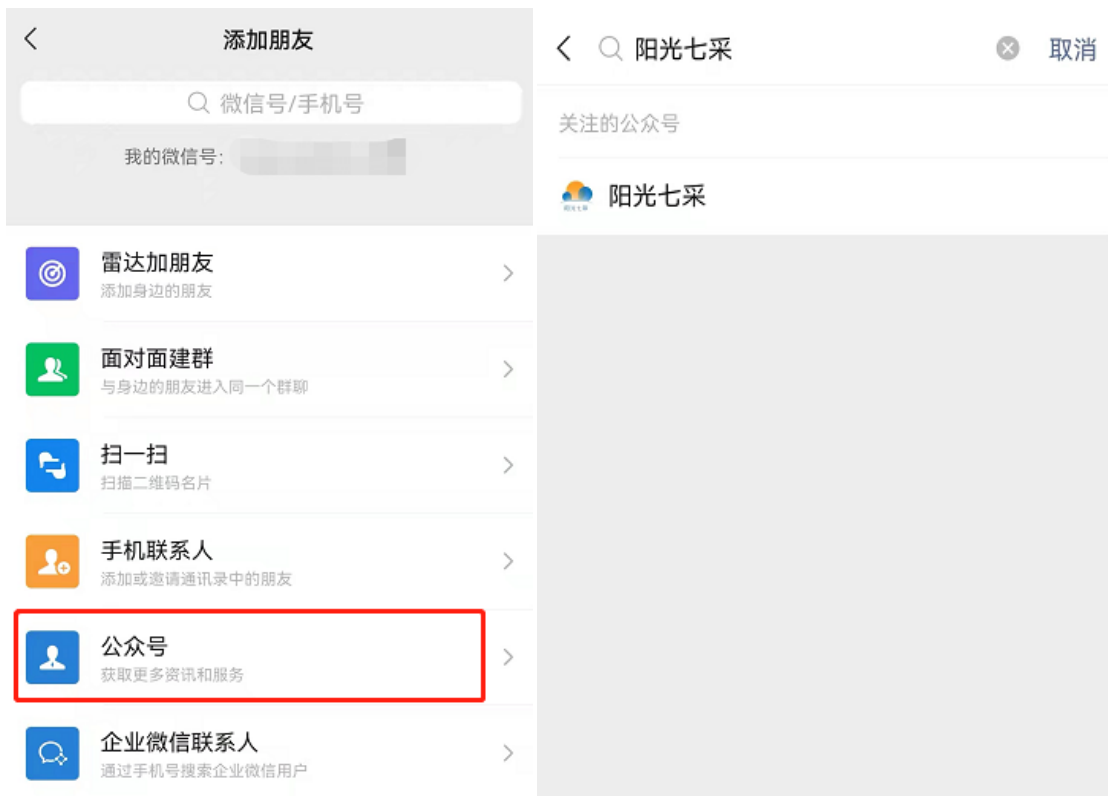 添加朋友
微信号/手机号
我的微信号:
雷达加朋友
添加身边的朋友
面对面建群
与身边的朋友进入同一个群聊
扫一扫
扫描二维码名片
手机联系人
添加或邀请通讯录中的朋友
公众号
获取更多资讯和服务
企业微信联系人
通过手机号搜索企业微信用户
阳光七采
取消
关注的公众号
阳光七采
阳光七采